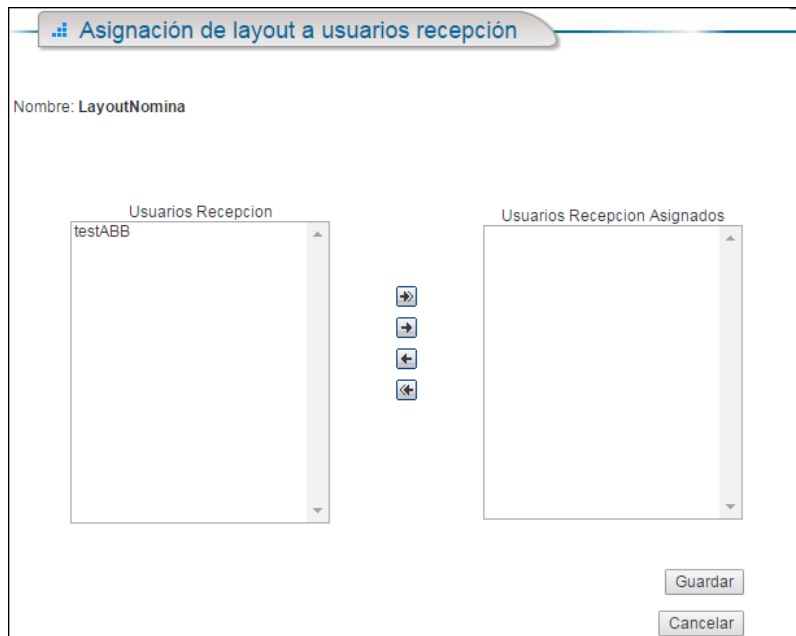 Asignación de layout a usuarios recepción
Nombre: LayoutNomina
Usuarios Recepcion
Usuarios Recepcion Asignados
testABB
Guardar
Cancelar